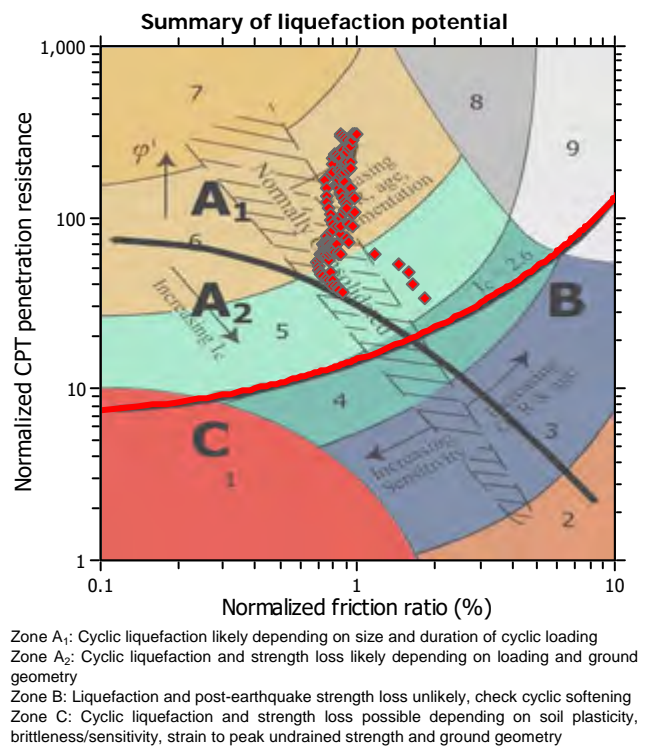 Summary of liquefaction potential
1,000
7
8
9
φ'
A1
Normally
Consolidated
100
6
A2
Increasing Ic
Ic = 2.6
B
5
10
4
C
1
Increasing
Sensitivity
3
2
1
0.1
1
10
Normalized CPT penetration resistance
Normalized friction ratio (%)
Zone A1: Cyclic liquefaction likely depending on size and duration of cyclic loading
Zone A2: Cyclic liquefaction and strength loss likely depending on loading and ground
geometry
Zone B: Liquefaction and post-earthquake strength loss unlikely, check cyclic softening
Zone C: Cyclic liquefaction and strength loss possible depending on soil plasticity,
brittleness/sensitivity, strain to peak undrained strength and ground geometry